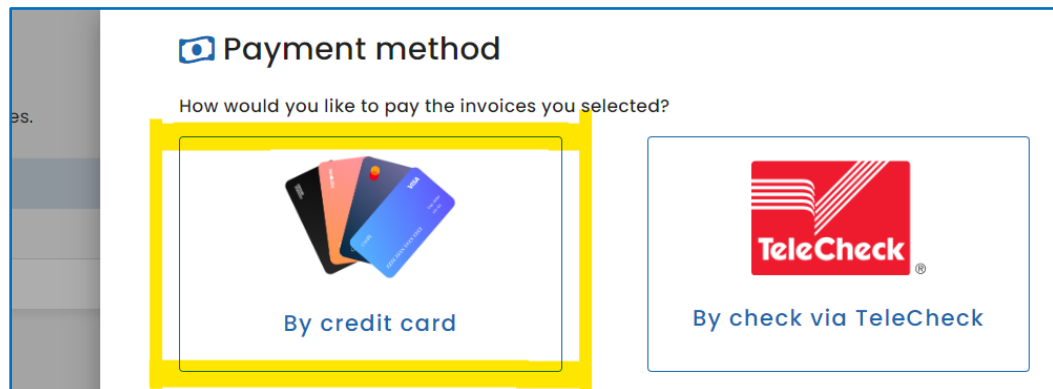 Payment method
How would you like to pay the invoices you selected?
es.
VISA
By credit card
TeleCheck
®
By check via TeleCheck